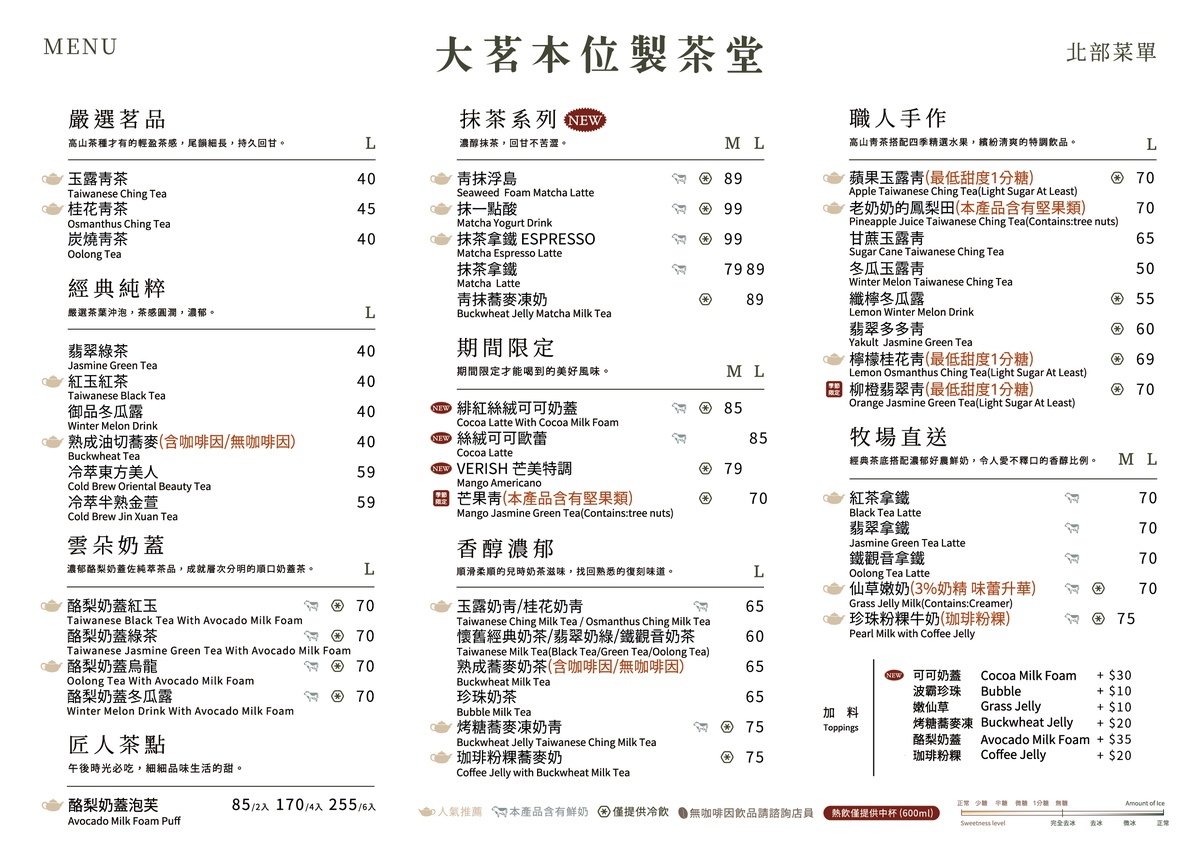 MENU
大茗本位製茶堂
北部菜單
嚴選茗品
高山茶種才有的輕盈茶感，尾韻細長，持久回甘。 L
玉露青茶 40
Taiwanese Ching Tea
桂花青茶 45
Osmanthus Ching Tea
炭燒青茶 40
Oolong Tea
經典純粹
嚴選茶葉沖泡，茶感圓潤，濃郁。 L
翡翠綠茶 40
Jasmine Green Tea
紅玉紅茶 40
Taiwanese Black Tea
御品冬瓜露 40
Winter Melon Drink
熟成油切蕎麥(含咖啡因/無咖啡因) 40
Buckwheat Tea
冷萃東方美人 59
Cold Brew Oriental Beauty Tea
冷萃半熟金萱 59
Cold Brew Jin Xuan Tea
雲朵奶蓋
濃郁酪梨奶蓋佐純萃茶品，成就層次分明的順口奶蓋茶。 L
酪梨奶蓋紅玉 70
Taiwanese Black Tea With Avocado Milk Foam
酪梨奶蓋綠茶 70
Taiwanese Jasmine Green Tea With Avocado Milk Foam
酪梨奶蓋烏龍 70
Oolong Tea With Avocado Milk Foam
酪梨奶蓋冬瓜露 70
Winter Melon Drink With Avocado Milk Foam
匠人茶點
午後時光必吃，細細品味生活的甜。
酪梨奶蓋泡芙 85/2入 170/4入 255/6入
Avocado Milk Foam Puff
抹茶系列 NEW
濃醇抹茶，回甘不苦澀。 M L
青抹浮島 89
Seaweed Foam Matcha Latte
抹一點酸 99
Matcha Yogurt Drink
抹茶拿鐵 ESPRESSO 99
Matcha Espresso Latte
抹茶拿鐵 79 89
Matcha Latte
青抹蕎麥凍奶 89
Buckwheat Jelly Matcha Milk Tea
期間限定
期間限定才能喝到的美好風味。 M L
NEW 緋紅絲絨可可奶蓋 85
Cocoa Latte With Cocoa Milk Foam
NEW 絲絨可可歐蕾 85
Cocoa Latte
NEW VERISH 芒美特調 79
Mango Americano
季節限定 芒果青(本產品含有堅果類) 70
Mango Jasmine Green Tea(Contains:tree nuts)
香醇濃郁
順滑柔順的兒時奶茶滋味，找回熟悉的復刻味道。 L
玉露奶青/桂花奶青 65
Taiwanese Ching Milk Tea / Osmanthus Ching Milk Tea
懷舊經典奶茶/翡翠奶綠/鐵觀音奶茶 60
Taiwanese Milk Tea(Black Tea/Green Tea/Oolong Tea)
熟成蕎麥奶茶(含咖啡因/無咖啡因) 65
Buckwheat Milk Tea
珍珠奶茶 65
Bubble Milk Tea
烤糖蕎麥凍奶青 75
Buckwheat Jelly Taiwanese Ching Milk Tea
珈琲粉粿蕎麥奶 75
Coffee Jelly with Buckwheat Milk Tea
職人手作
高山青茶搭配四季精選水果，繽紛清爽的特調飲品。 L
蘋果玉露青(最低甜度1分糖) 70
Apple Taiwanese Ching Tea(Light Sugar At Least)
老奶奶的鳳梨田(本產品含有堅果類) 70
Pineapple Juice Taiwanese Ching Tea(Contains:tree nuts)
甘蔗玉露青 65
Sugar Cane Taiwanese Ching Tea
冬瓜玉露青 50
Winter Melon Taiwanese Ching Tea
纖檸冬瓜露 55
Lemon Winter Melon Drink
翡翠多多青 60
Yakult Jasmine Green Tea
檸檬桂花青(最低甜度1分糖) 69
Lemon Osmanthus Ching Tea(Light Sugar At Least)
季節限定 柳橙翡翠青(最低甜度1分糖) 70
Orange Jasmine Green Tea(Light Sugar At Least)
牧場直送
經典茶底搭配濃郁好農鮮奶，令人愛不釋口的香醇比例。 M L
紅茶拿鐵 70
Black Tea Latte
翡翠拿鐵 70
Jasmine Green Tea Latte
鐵觀音拿鐵 70
Oolong Tea Latte
仙草嫩奶(3%奶精 味蕾升華) 70
Grass Jelly Milk(Contains:Creamer)
珍珠粉粿牛奶(珈琲粉粿) 75
Pearl Milk with Coffee Jelly
加 料
Toppings
NEW 可可奶蓋 Cocoa Milk Foam + $30
波霸珍珠 Bubble + $10
嫩仙草 Grass Jelly + $10
烤糖蕎麥凍 Buckwheat Jelly + $20
酪梨奶蓋 Avocado Milk Foam + $35
珈琲粉粿 Coffee Jelly + $20
人氣推薦 本產品含有鮮奶 僅提供冷飲 無咖啡因飲品請諮詢店員 熱飲僅提供中杯 (600ml)
正常 少糖 半糖 微糖 1分糖 無糖 Amount of Ice
Sweetness level 完全去冰 去冰 微冰 正常